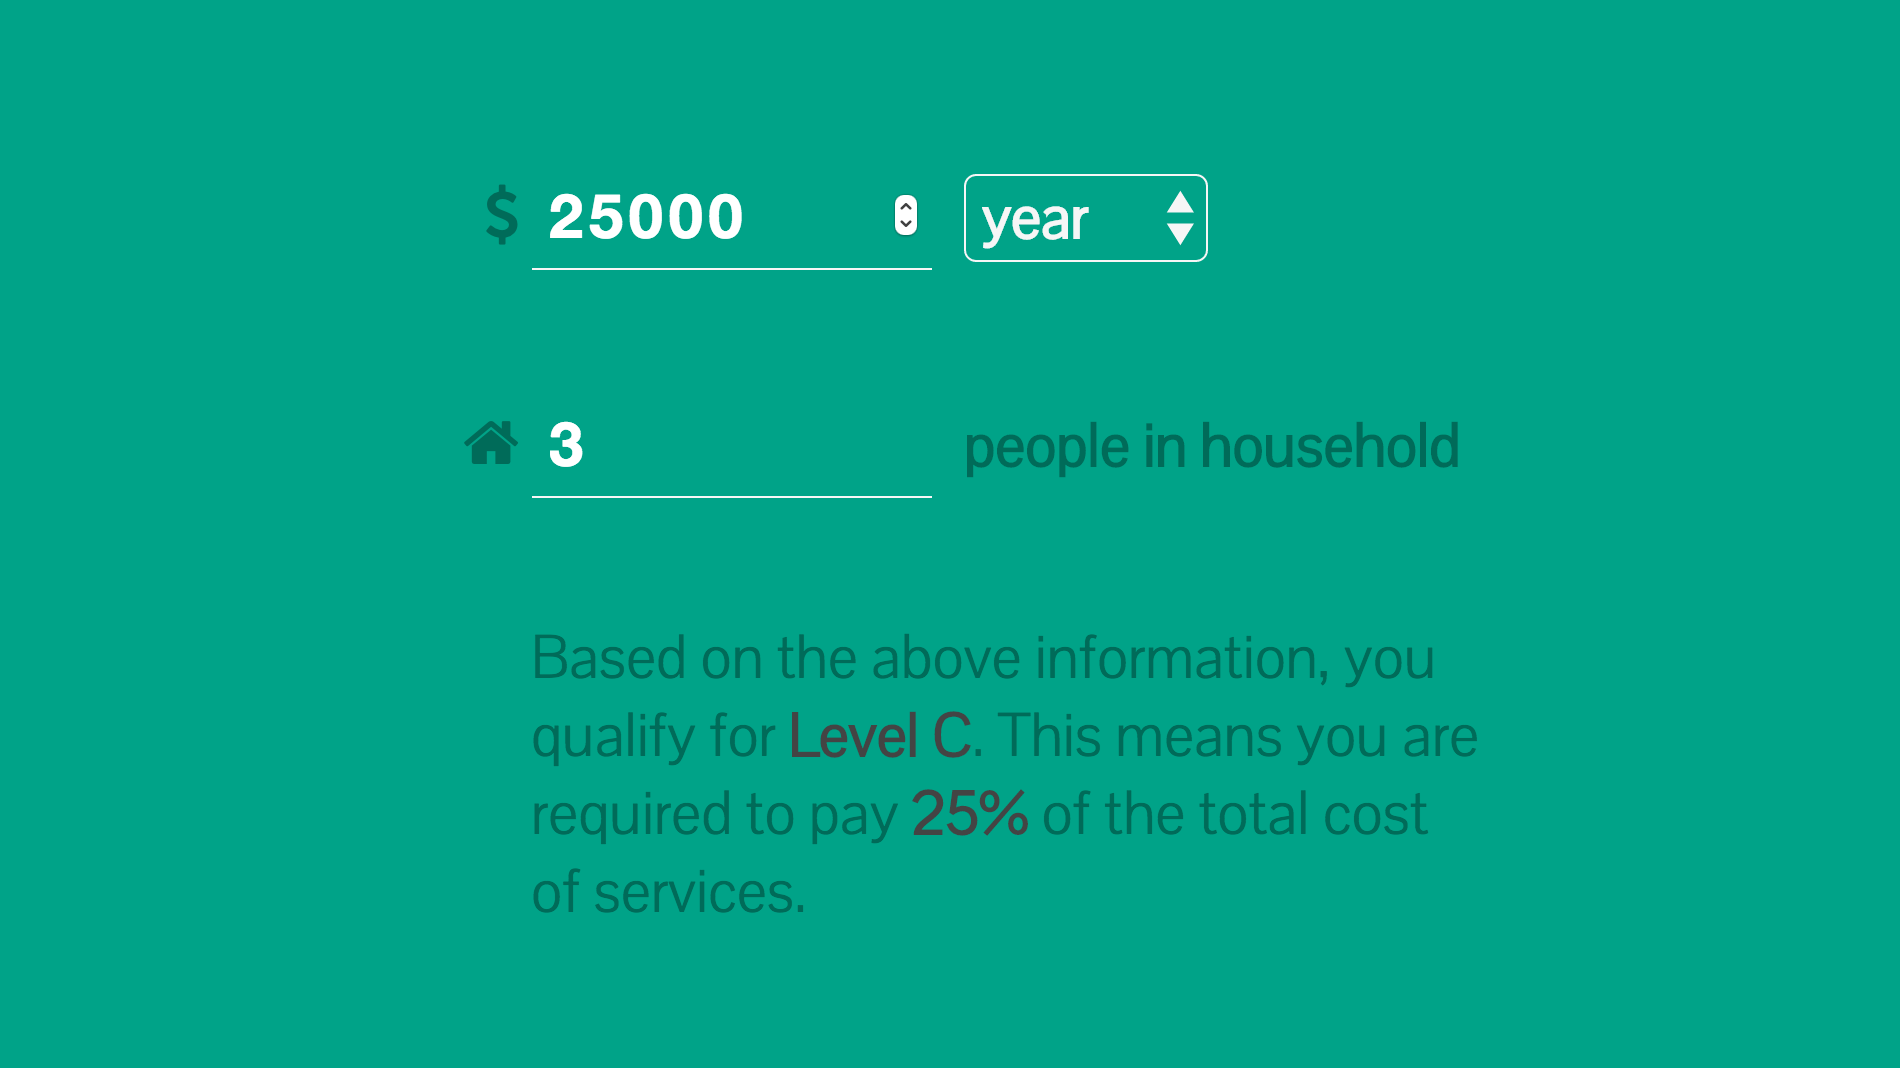 $ 25000 year
3 people in household
Based on the above information, you
qualify for Level C. This means you are
required to pay 25% of the total cost
of services.